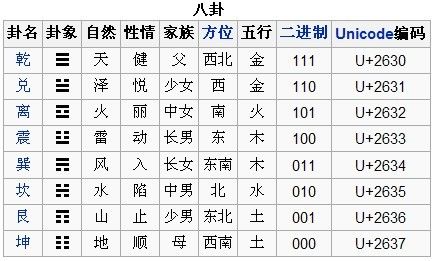 八卦
卦名 卦象 自然 性情 家族 方位 五行 二进制 Unicode编码
乾 ☰ 天 健 父 西北 金 111 U+2630
兑 ☱ 泽 悦 少女 西 金 110 U+2631
离 ☲ 火 丽 中女 南 火 101 U+2632
震 ☳ 雷 动 长男 东 木 100 U+2633
巽 ☴ 风 入 长女 东南 木 011 U+2634
坎 ☵ 水 陷 中男 北 水 010 U+2635
艮 ☶ 山 止 少男 东北 土 001 U+2636
坤 ☷ 地 顺 母 西南 土 000 U+2637